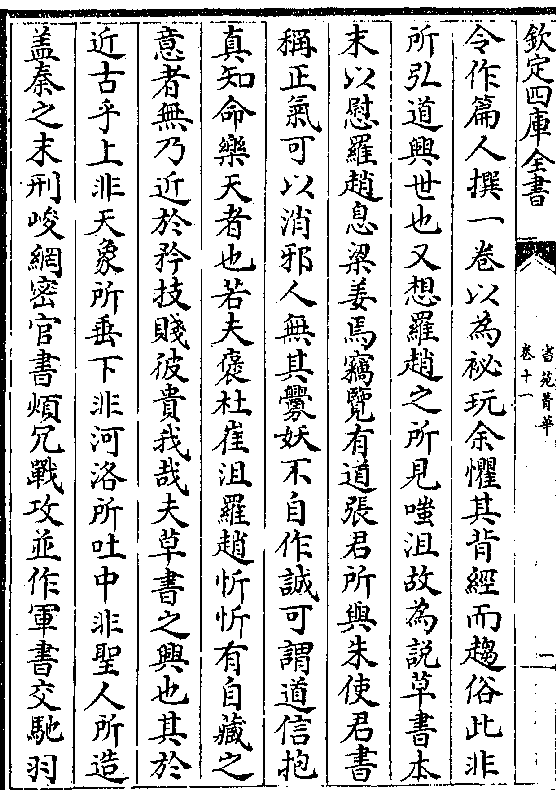 欽定四庫全書
書苑菁華
卷十一
二
令作篇人撰一卷以為祕玩余懼其背經而趨俗此非
所弘道興世也又想羅趙之所見嗤沮故為説草書本
末以慰羅趙息梁姜焉竊覽有道張君所與朱使君書
稱正氣可以消邪人無其釁妖不自作誠可謂道信抱
真知命樂天者也若夫褒杜崔沮羅趙忻忻有自臧之
意者無乃近於矜技賤彼貴我哉夫草書之興也其於
近古乎上非天象所垂下非河洛所吐中非聖人所造
盖秦之末刑峻網密官書煩冗戰攻並作軍書交馳羽